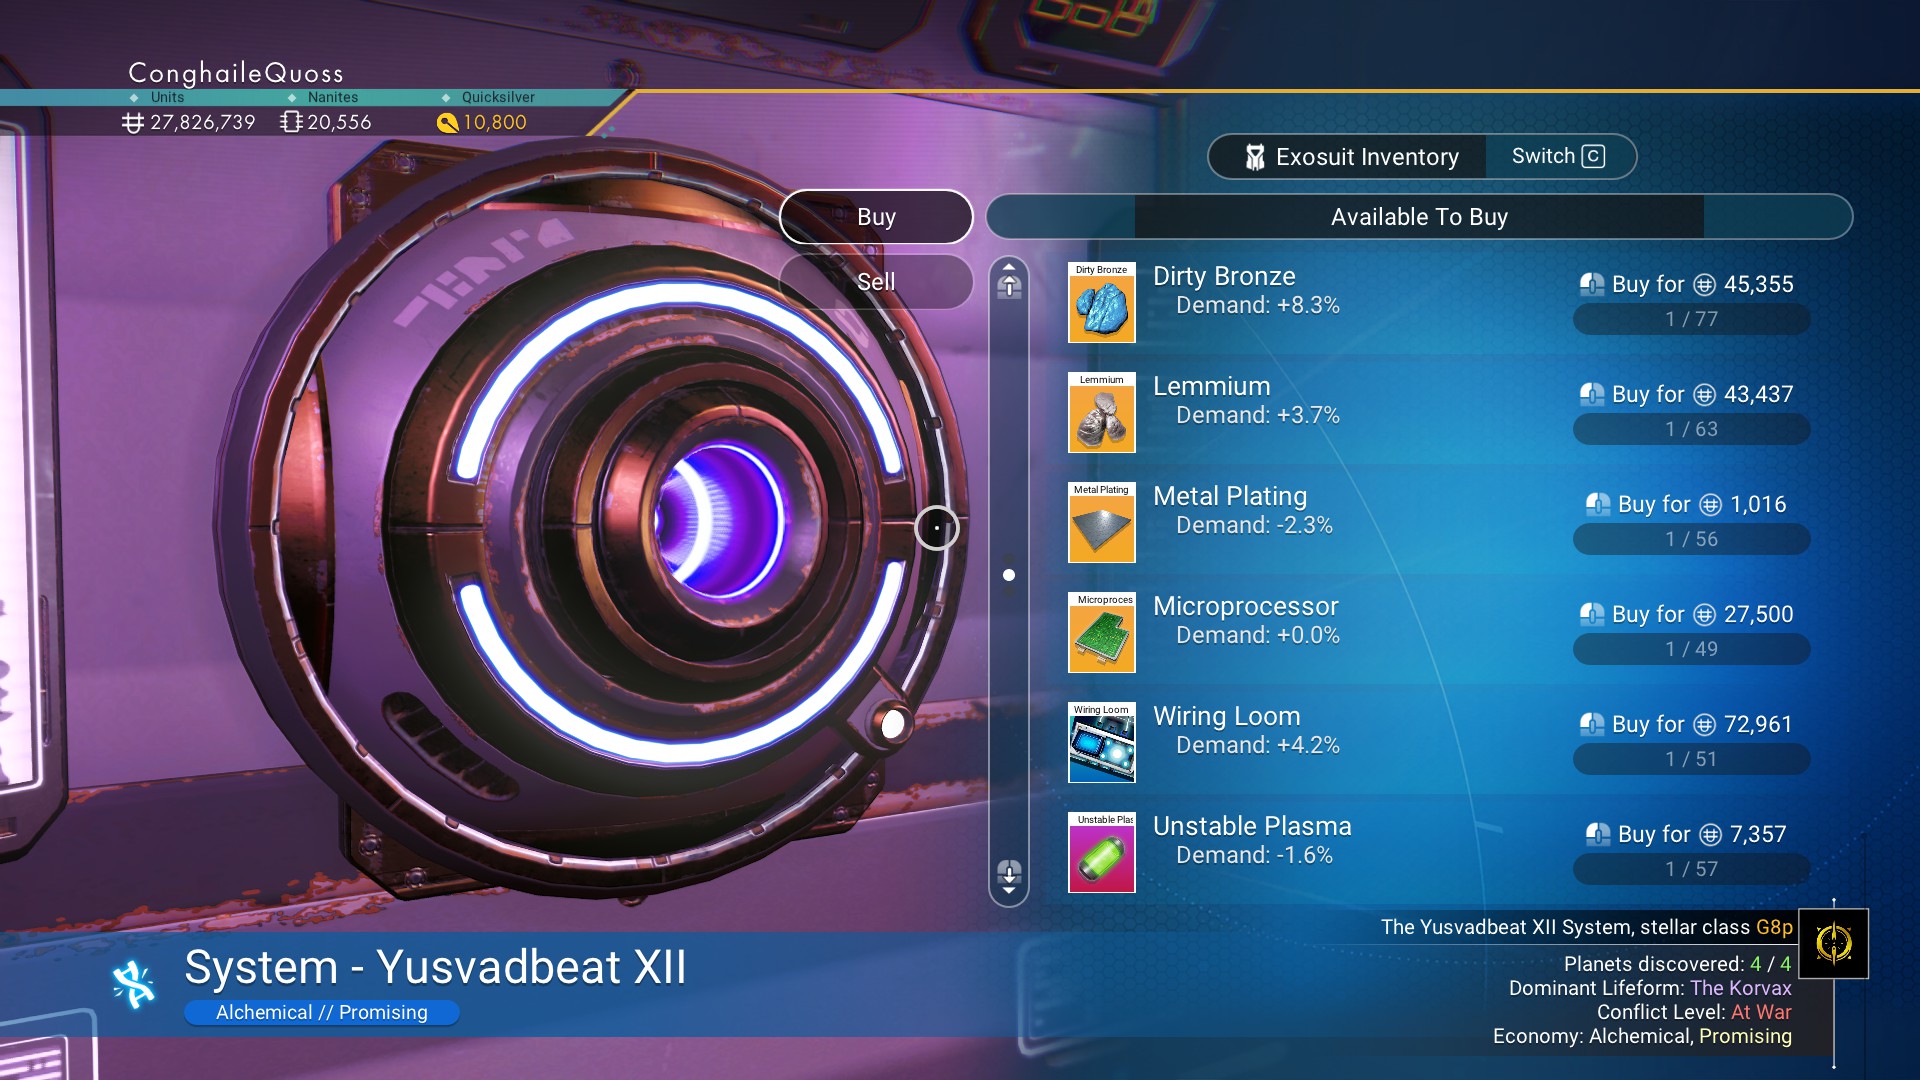 ConghaileQuoss
Units Nanites Quicksilver
27,826,739 20,556 10,800
Exosuit Inventory Switch C
Buy
Sell
Available To Buy
Dirty Bronze
Dirty Bronze
Demand: +8.3%
Buy for 45,355
1 / 77
Lemmium
Lemmium
Demand: +3.7%
Buy for 43,437
1 / 63
Metal Plating
Metal Plating
Demand: -2.3%
Buy for 1,016
1 / 56
Microproces
Microprocessor
Demand: +0.0%
Buy for 27,500
1 / 49
Wiring Loom
Wiring Loom
Demand: +4.2%
Buy for 72,961
1 / 51
Unstable Plas
Unstable Plasma
Demand: -1.6%
Buy for 7,357
1 / 57
System - Yusvadbeat XII
Alchemical // Promising
The Yusvadbeat XII System, stellar class G8p
Planets discovered: 4 / 4
Dominant Lifeform: The Korvax
Conflict Level: At War
Economy: Alchemical, Promising